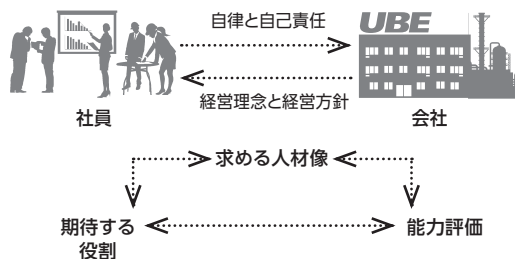 自律と自己責任
UBE
経営理念と経営方針
社員
会社
求める人材像
期待する
役割
能力評価